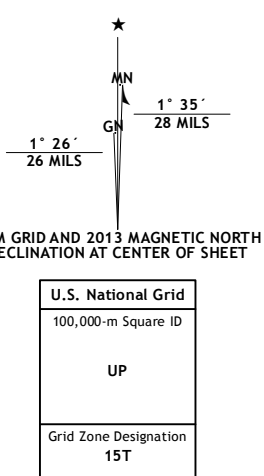 ★
MN
1° 35´
28 MILS
GN
1° 26´
26 MILS
M GRID AND 2013 MAGNETIC NORTH
ECLINATION AT CENTER OF SHEET
U.S. National Grid
100,000-m Square ID
UP
Grid Zone Designation
15T